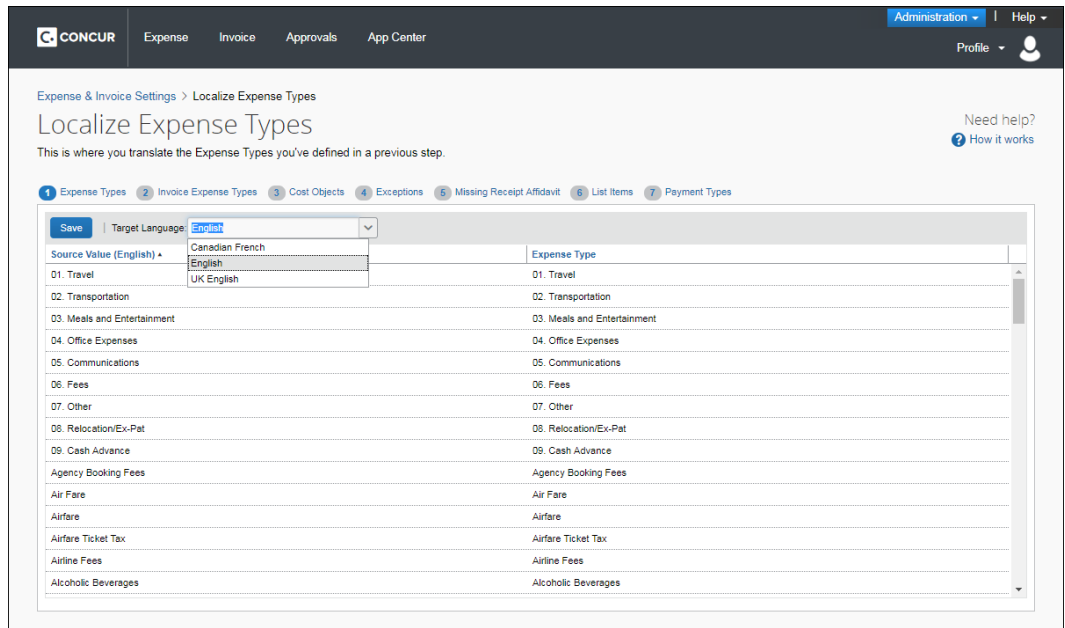 Administration | Help
C. CONCUR Expense Invoice Approvals App Center
Profile
Expense & Invoice Settings > Localize Expense Types
Localize Expense Types
Need help?
? How it works
This is where you translate the Expense Types you've defined in a previous step.
1 Expense Types 2 Invoice Expense Types 3 Cost Objects 4 Exceptions 5 Missing Receipt Affidavit 6 List Items 7 Payment Types
Save | Target Language: English
Canadian French
English
UK English
Source Value (English) Expense Type
01. Travel 01. Travel
02. Transportation 02. Transportation
03. Meals and Entertainment 03. Meals and Entertainment
04. Office Expenses 04. Office Expenses
05. Communications 05. Communications
06. Fees 06. Fees
07. Other 07. Other
08. Relocation/Ex-Pat 08. Relocation/Ex-Pat
09. Cash Advance 09. Cash Advance
Agency Booking Fees Agency Booking Fees
Air Fare Air Fare
Airfare Airfare
Airfare Ticket Tax Airfare Ticket Tax
Airline Fees Airline Fees
Alcoholic Beverages Alcoholic Beverages